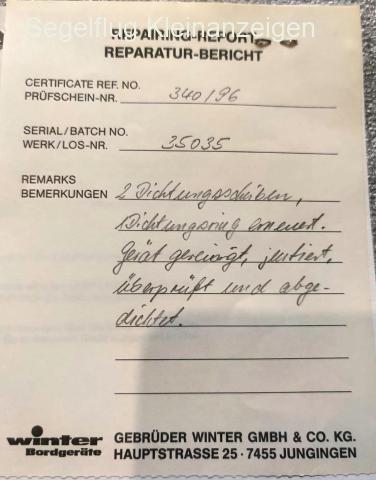 Segelflug Kleinanzeigen
REPAIRING-REPORT
REPARATUR-BERICHT
CERTIFICATE REF. NO.
PRÜFSCHEIN-NR. 340/96
SERIAL/BATCH NO.
WERK/LOS-NR. 35035
REMARKS
BEMERKUNGEN 2 Dichtungsscheiben,
1 Dichtungsring erneuert.
Gerät gereinigt, justiert,
überprüft und abge-
dichtet.
winter
Bordgeräte
GEBRÜDER WINTER GMBH & CO. KG.
HAUPTSTRASSE 25 · 7455 JUNGINGEN